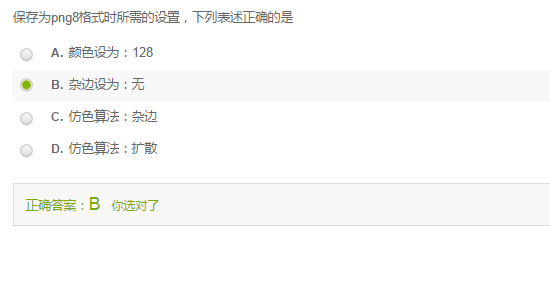 保存为png8格式时所需的设置，下列表述正确的是
A. 颜色设为：128
B. 杂边设为：无
C. 仿色算法：杂边
D. 仿色算法：扩散
正确答案：B 你选对了